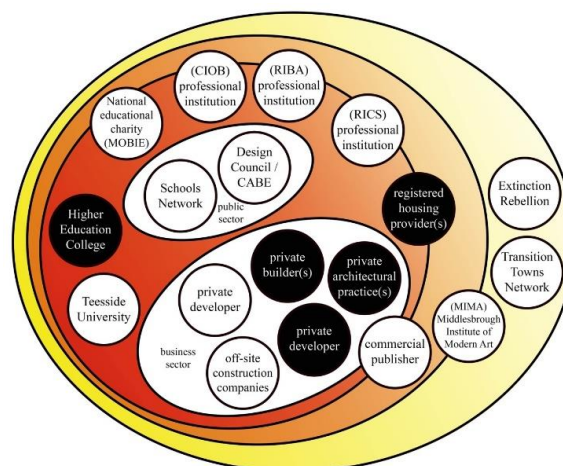 (CIOB)
professional
institution
(RIBA)
professional
institution
National
educational
charity
(MOBIE)
(RICS)
professional
institution
Design
Council /
CABE
Schools
Network
public
sector
Higher
Education
College
registered
housing
provider(s)
Extinction
Rebellion
private
builder(s)
private
architectural
practice(s)
Transition
Towns
Network
Teesside
University
private
developer
private
developer
(MIMA)
Middlesbrough
Institute of
Modern Art
commercial
publisher
business
sector
off-site
construction
companies